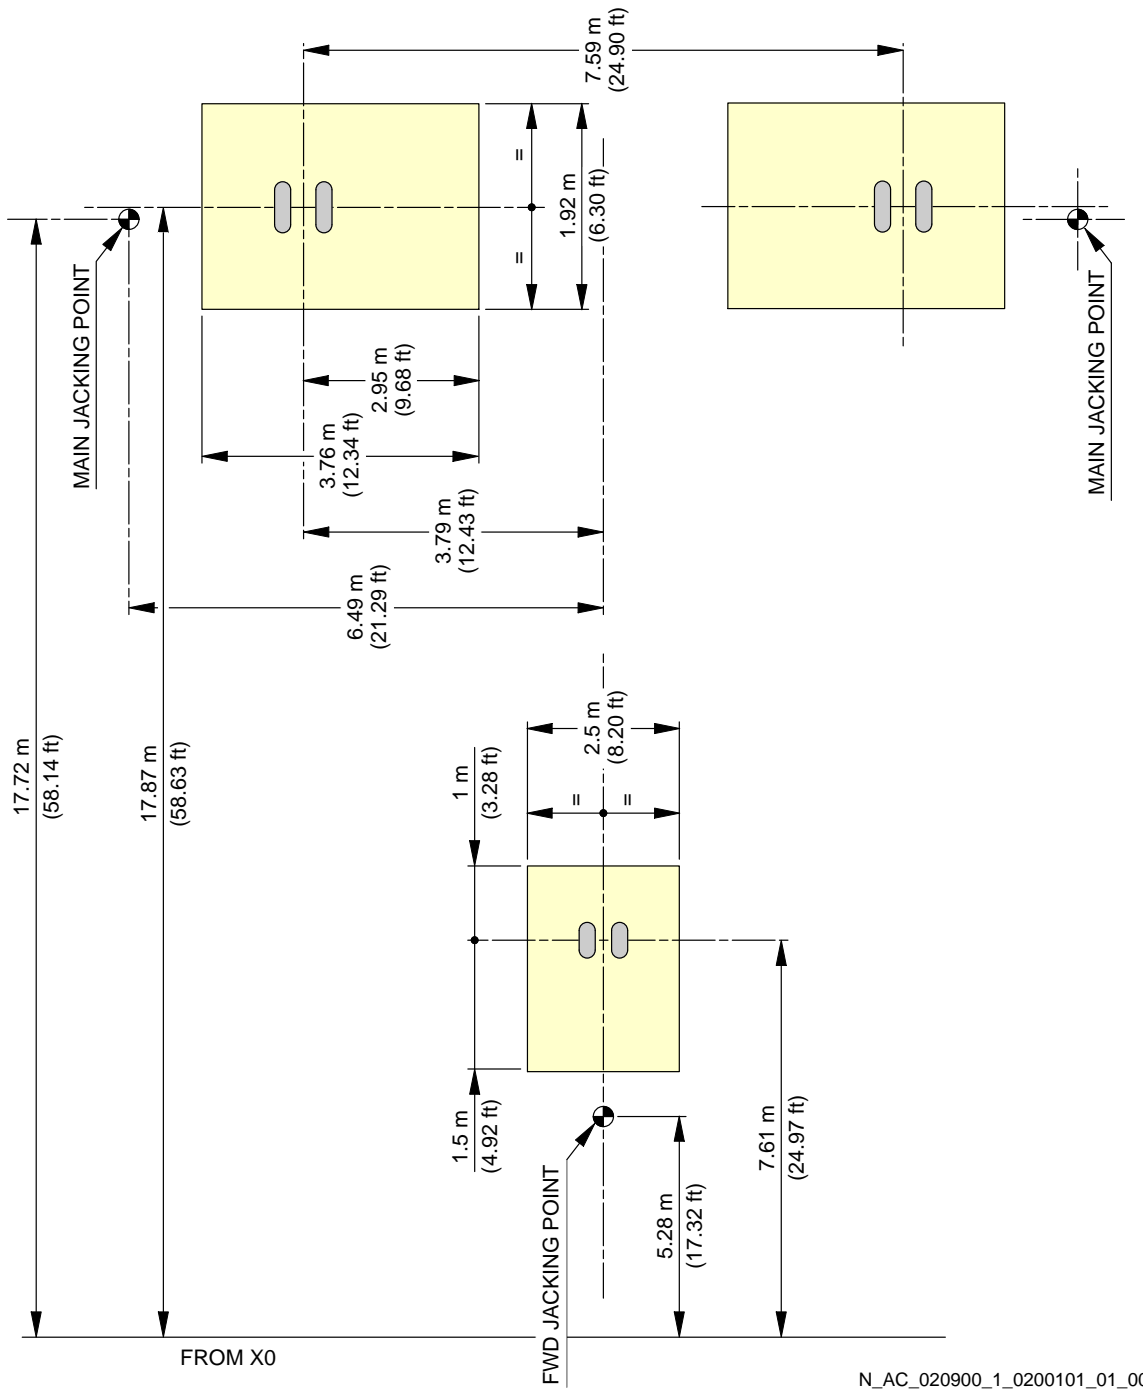 7.59 m
(24.90 ft)
=
=
1.92 m
(6.30 ft)
MAIN JACKING POINT
MAIN JACKING POINT
2.95 m
(9.68 ft)
3.76 m
(12.34 ft)
3.79 m
(12.43 ft)
6.49 m
(21.29 ft)
17.72 m
(58.14 ft)
17.87 m
(58.63 ft)
2.5 m
(8.20 ft)
1 m
(3.28 ft)
=
=
1.5 m
(4.92 ft)
7.61 m
(24.97 ft)
5.28 m
(17.32 ft)
FWD JACKING POINT
FROM X0
N_AC_020900_1_0200101_01_00